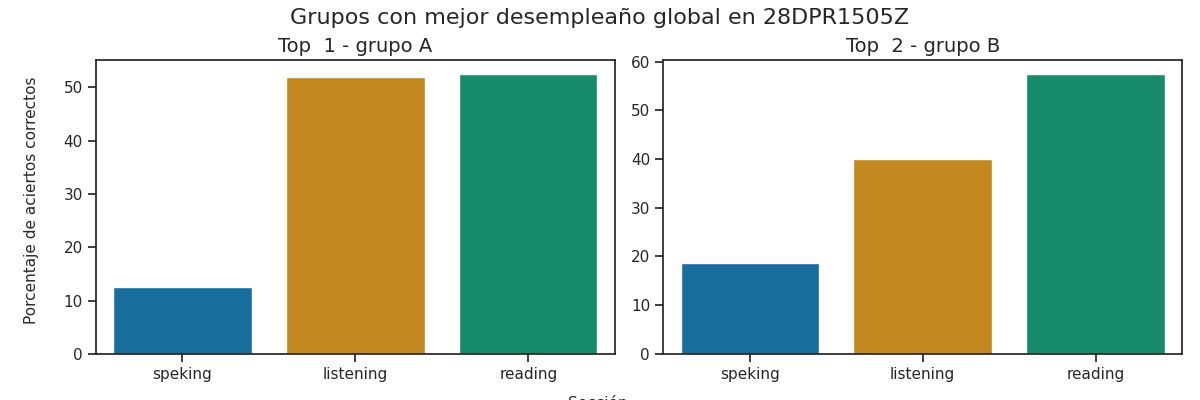 Grupos con mejor desempleaño global en 28DPR1505Z
Top  1 - grupo A
Porcentaje de aciertos correctos
50
40
30
20
10
0
speking listening reading
Top  2 - grupo B
60
50
40
30
20
10
0
speking listening reading
Sección